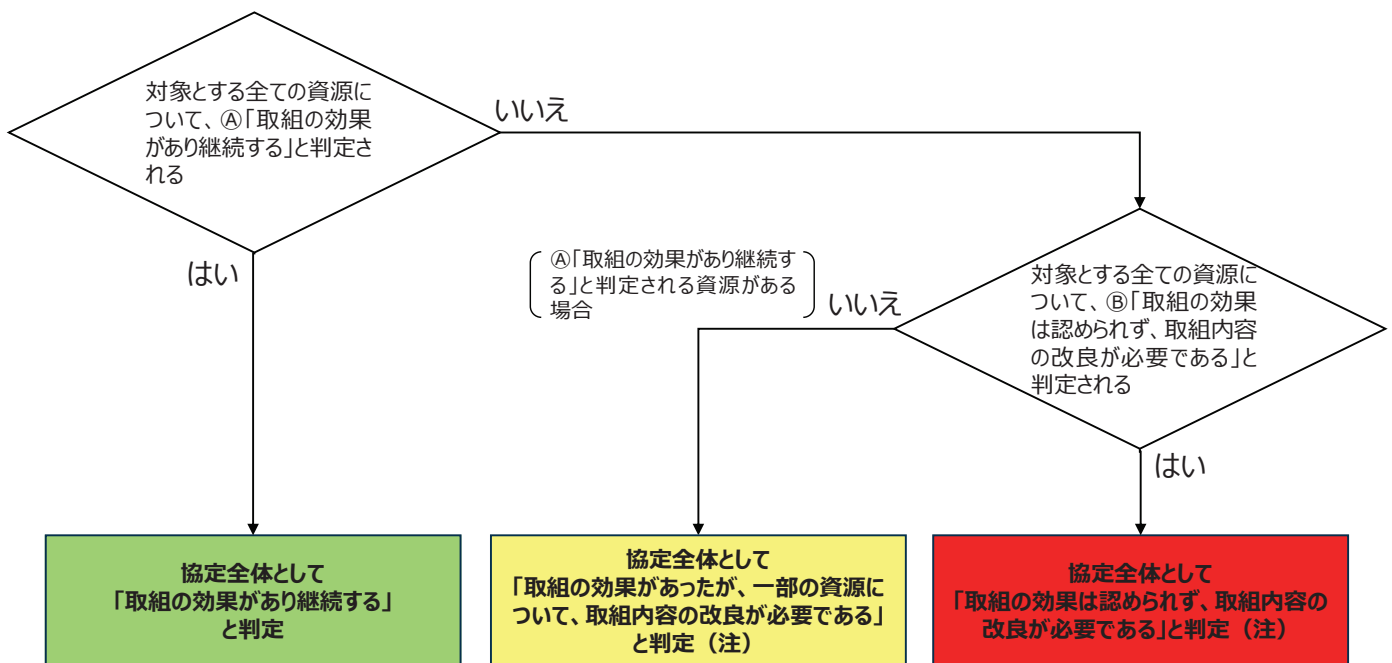 対象とする全ての資源に
ついて、Ⓐ「取組の効果
があり継続する」と判定さ
れる
いいえ
はい
Ⓐ「取組の効果があり継続す
る」と判定される資源がある
場合
いいえ
対象とする全ての資源に
ついて、Ⓑ「取組の効果
は認められず、取組内容
の改良が必要である」と
判定される
はい
協定全体として
「取組の効果があり継続する」
と判定
協定全体として
「取組の効果があったが、一部の資源に
ついて、取組内容の改良が必要である」
と判定（注）
協定全体として
「取組の効果は認められず、取組内容の
改良が必要である」と判定（注）